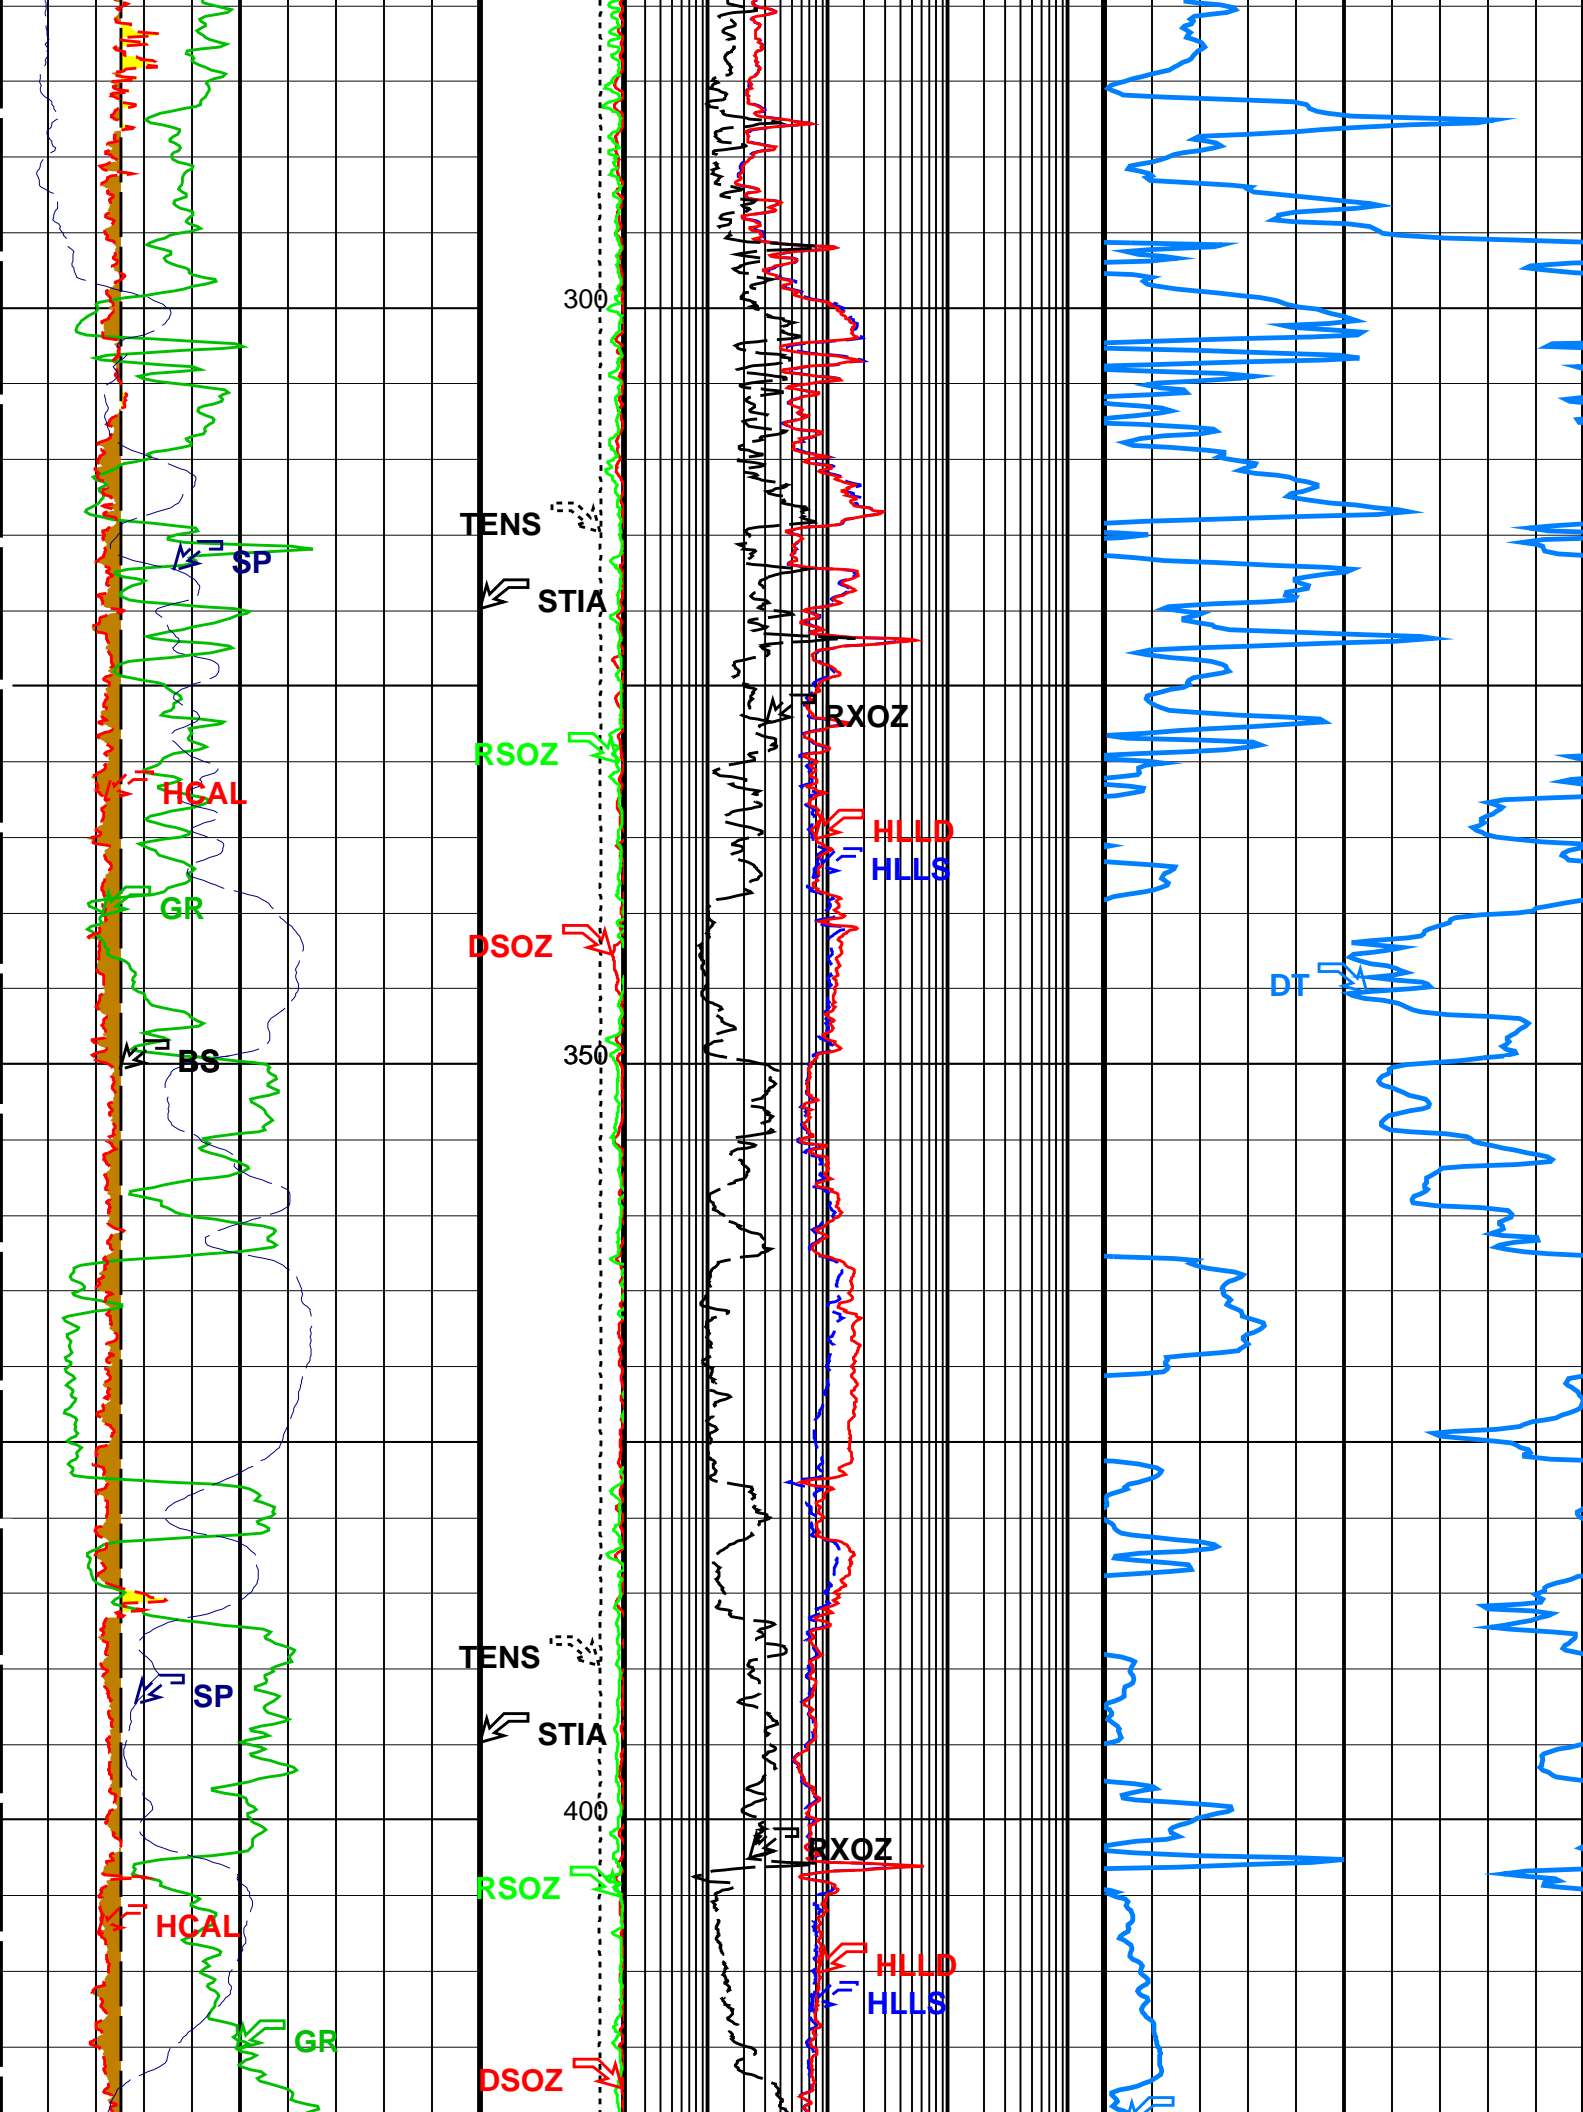 300
TENS
SP
STIA
RXOZ
RSOZ
HCAL
HLLD
HLLS
GR
DSOZ
DT
350
BS
TENS
SP
STIA
400
RXOZ
RSOZ
HCAL
HLLD
HLLS
GR
DSOZ